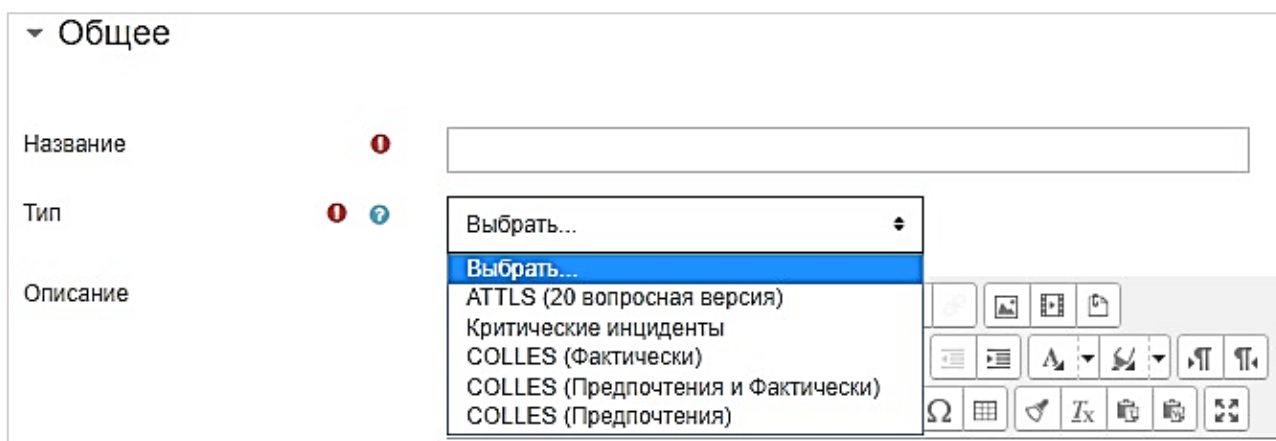 Общее
Название
Тип
Выбрать...
Выбрать...
ATTLS (20 вопросная версия)
Критические инциденты
COLLES (Фактически)
COLLES (Предпочтения и Фактически)
COLLES (Предпочтения)
Описание